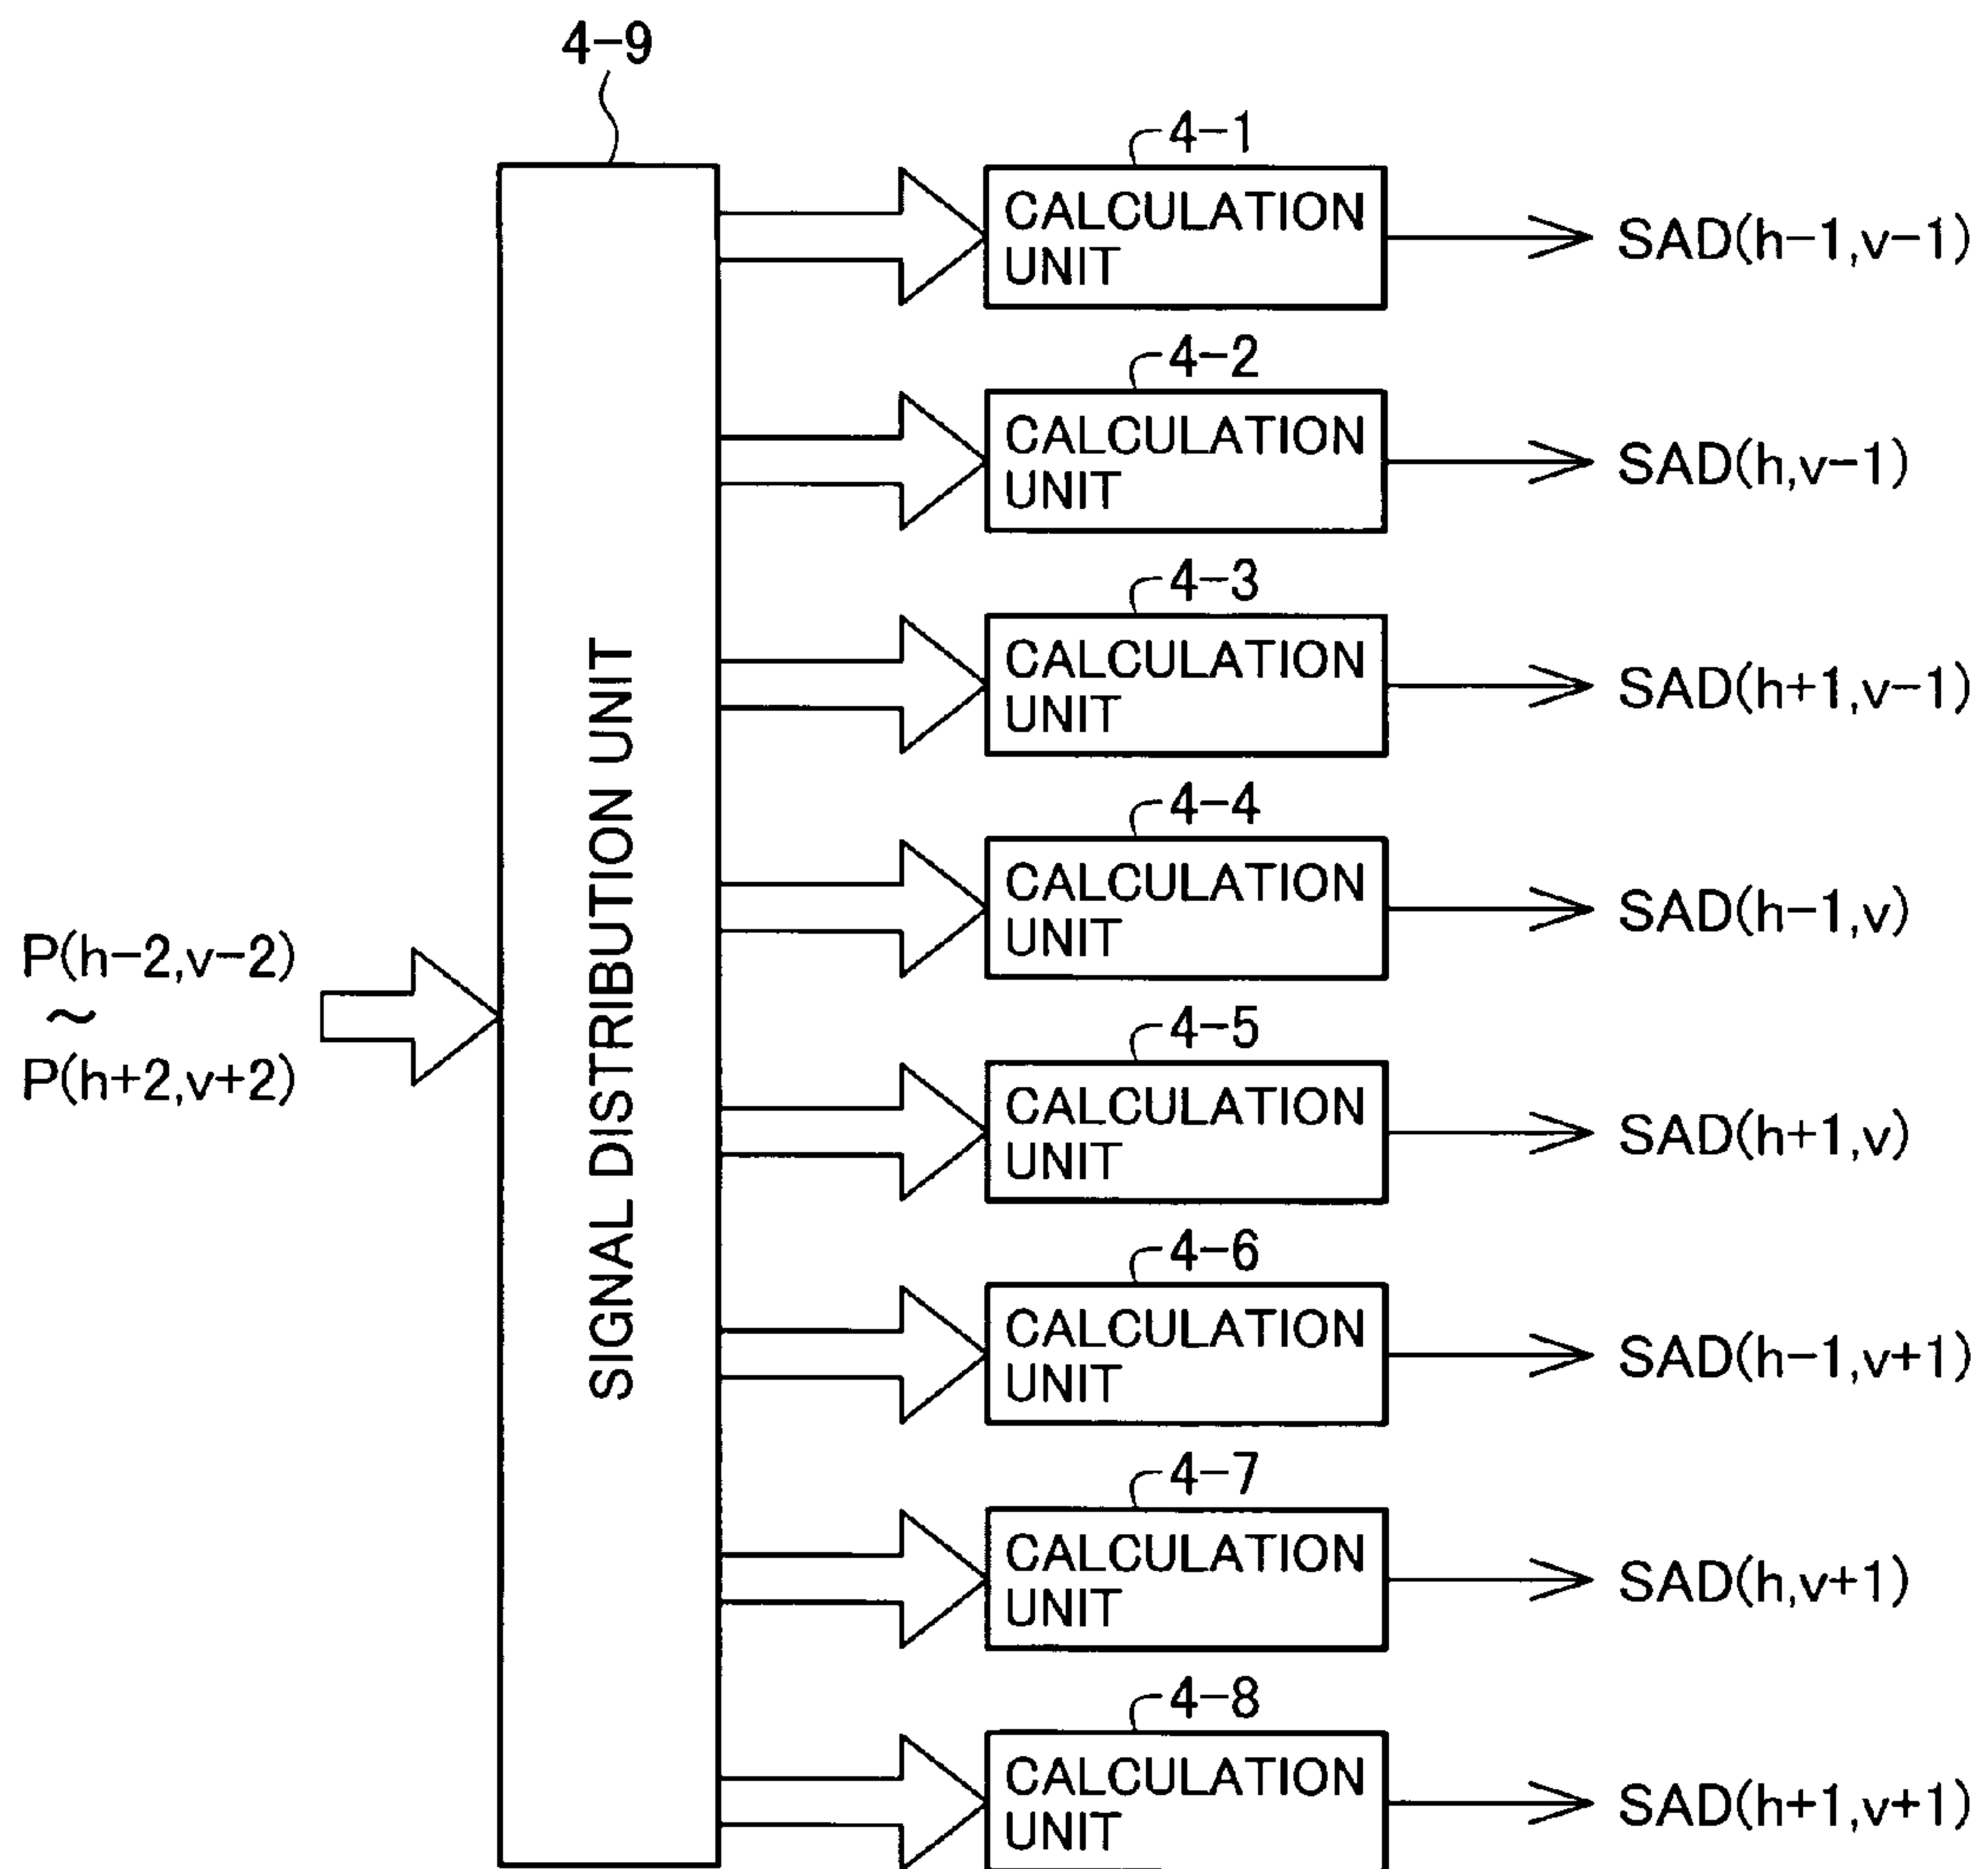 4-9
4-1
CALCULATION
UNIT
SAD(h-1,v-1)
4-2
CALCULATION
UNIT
SAD(h,v-1)
4-3
CALCULATION
UNIT
SAD(h+1,v-1)
4-4
CALCULATION
UNIT
SAD(h-1,v)
P(h-2,v-2)
~
P(h+2,v+2)
SIGNAL DISTRIBUTION UNIT
4-5
CALCULATION
UNIT
SAD(h+1,v)
4-6
CALCULATION
UNIT
SAD(h-1,v+1)
4-7
CALCULATION
UNIT
SAD(h,v+1)
4-8
CALCULATION
UNIT
SAD(h+1,v+1)